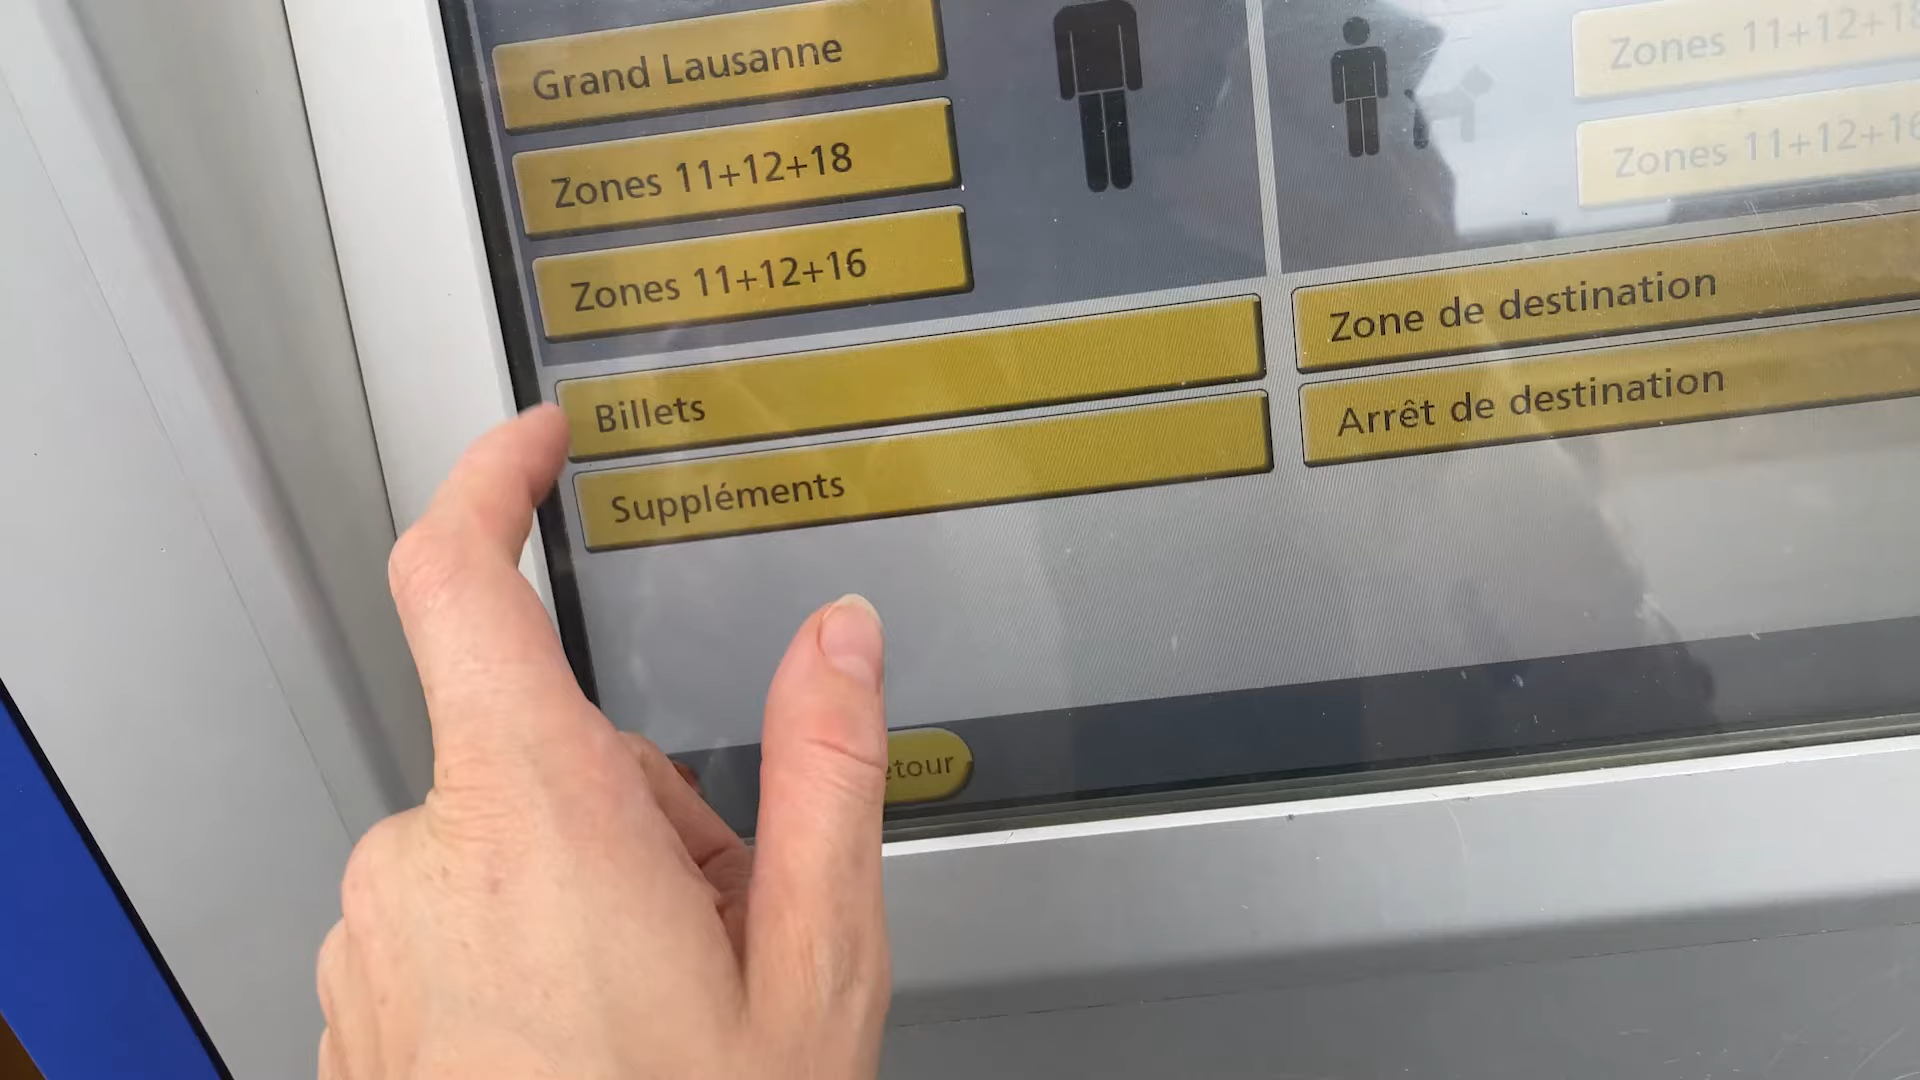 Grand Lausanne
Zones 11+12+18
Zones 11+12+16
Zones 11+12+18
Zones 11+12+16
Billets
Suppléments
Zone de destination
Arrêt de destination
etour